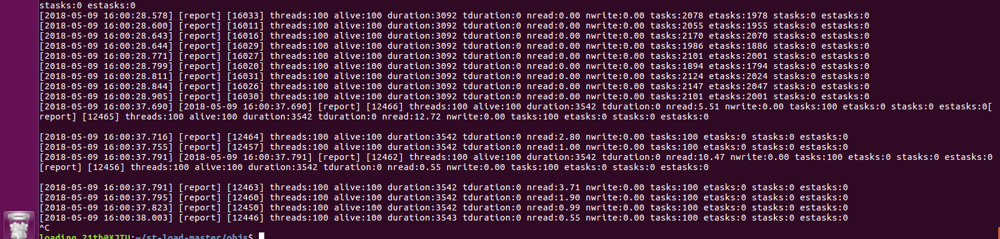 stasks:0 estasks:0
[2018-05-09 16:00:28.578] [report] [16033] threads:100 alive:100 duration:3092 tduration:0 nread:0.00 nwrite:0.00 tasks:2078 etasks:1978 stasks:0 estasks:0
[2018-05-09 16:00:28.600] [report] [16011] threads:100 alive:100 duration:3092 tduration:0 nread:0.00 nwrite:0.00 tasks:2055 etasks:1955 stasks:0 estasks:0
[2018-05-09 16:00:28.643] [report] [16016] threads:100 alive:100 duration:3092 tduration:0 nread:0.00 nwrite:0.00 tasks:2170 etasks:2070 stasks:0 estasks:0
[2018-05-09 16:00:28.644] [report] [16029] threads:100 alive:100 duration:3092 tduration:0 nread:0.00 nwrite:0.00 tasks:1986 etasks:1886 stasks:0 estasks:0
[2018-05-09 16:00:28.771] [report] [16027] threads:100 alive:100 duration:3092 tduration:0 nread:0.00 nwrite:0.00 tasks:2101 etasks:2001 stasks:0 estasks:0
[2018-05-09 16:00:28.799] [report] [16020] threads:100 alive:100 duration:3092 tduration:0 nread:0.00 nwrite:0.00 tasks:1894 etasks:1794 stasks:0 estasks:0
[2018-05-09 16:00:28.811] [report] [16031] threads:100 alive:100 duration:3092 tduration:0 nread:0.00 nwrite:0.00 tasks:2124 etasks:2024 stasks:0 estasks:0
[2018-05-09 16:00:28.844] [report] [16026] threads:100 alive:100 duration:3092 tduration:0 nread:0.00 nwrite:0.00 tasks:2147 etasks:2047 stasks:0 estasks:0
[2018-05-09 16:00:28.905] [report] [16030] threads:100 alive:100 duration:3092 tduration:0 nread:0.00 nwrite:0.00 tasks:2101 etasks:2001 stasks:0 estasks:0
[2018-05-09 16:00:37.690] [2018-05-09 16:00:37.690] [report] [12466] threads:100 alive:100 duration:3542 tduration:0 nread:5.51 nwrite:0.00 tasks:100 etasks:0 stasks:0 estasks:0[
report] [12465] threads:100 alive:100 duration:3542 tduration:0 nread:12.72 nwrite:0.00 tasks:100 etasks:0 stasks:0 estasks:0
[2018-05-09 16:00:37.716] [report] [12464] threads:100 alive:100 duration:3542 tduration:0 nread:2.80 nwrite:0.00 tasks:100 etasks:0 stasks:0 estasks:0
[2018-05-09 16:00:37.755] [report] [12457] threads:100 alive:100 duration:3542 tduration:0 nread:1.00 nwrite:0.00 tasks:100 etasks:0 stasks:0 estasks:0
[2018-05-09 16:00:37.791] [2018-05-09 16:00:37.791] [report] [12462] threads:100 alive:100 duration:3542 tduration:0 nread:10.47 nwrite:0.00 tasks:100 etasks:0 stasks:0 estasks:0
[report] [12456] threads:100 alive:100 duration:3542 tduration:0 nread:0.55 nwrite:0.00 tasks:100 etasks:0 stasks:0 estasks:0
[2018-05-09 16:00:37.791] [report] [12463] threads:100 alive:100 duration:3542 tduration:0 nread:3.71 nwrite:0.00 tasks:100 etasks:0 stasks:0 estasks:0
[2018-05-09 16:00:37.795] [report] [12460] threads:100 alive:100 duration:3542 tduration:0 nread:1.90 nwrite:0.00 tasks:100 etasks:0 stasks:0 estasks:0
[2018-05-09 16:00:37.823] [report] [12450] threads:100 alive:100 duration:3542 tduration:0 nread:0.99 nwrite:0.00 tasks:100 etasks:0 stasks:0 estasks:0
[2018-05-09 16:00:38.003] [report] [12446] threads:100 alive:100 duration:3543 tduration:0 nread:0.55 nwrite:0.00 tasks:100 etasks:0 stasks:0 estasks:0
^C
loading_21th@XJTU:~/st-load-master/objs$